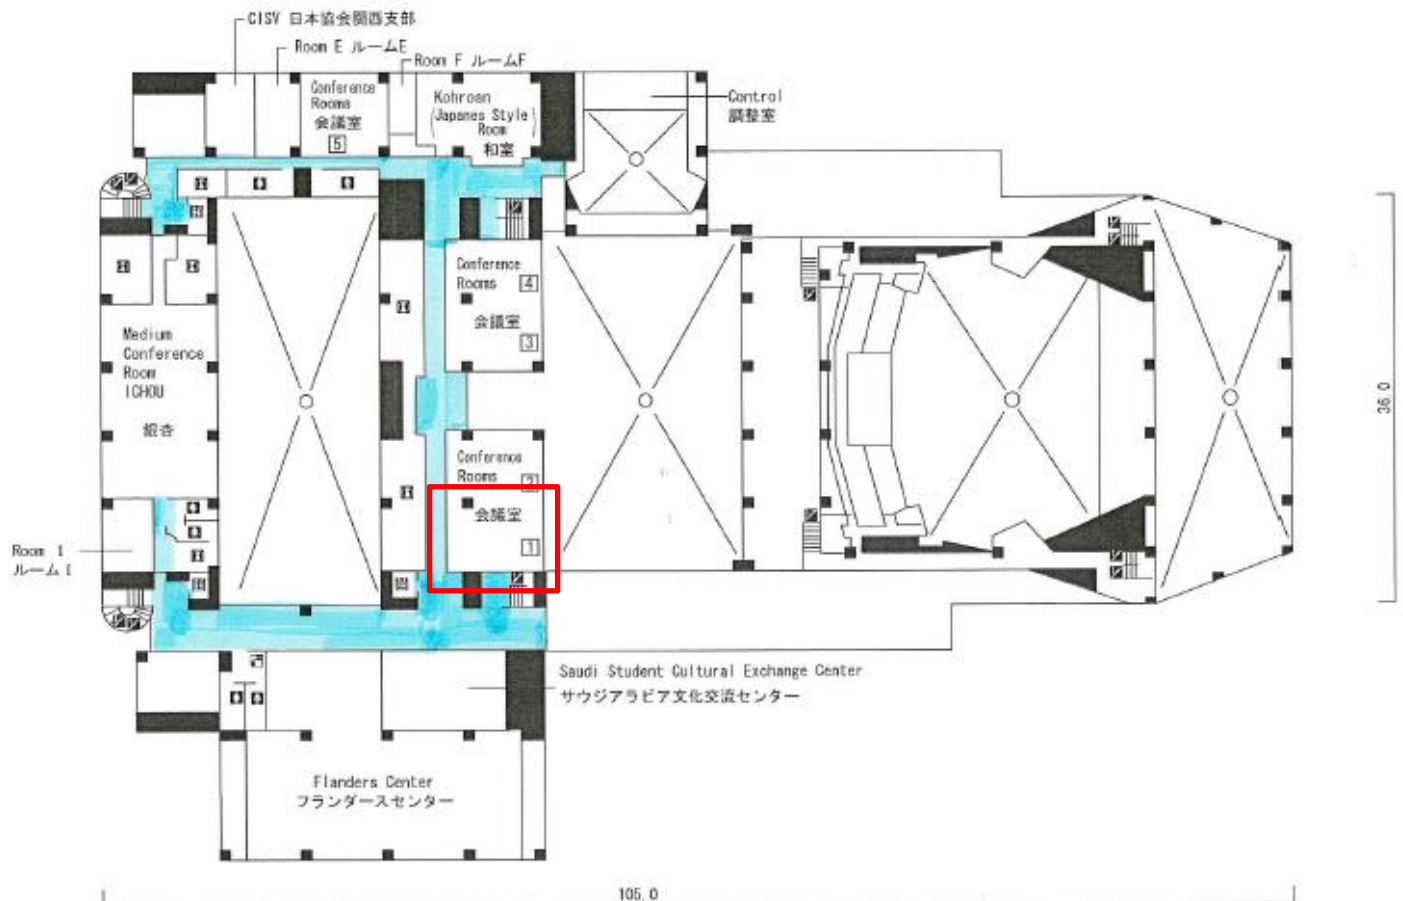 CISV 日本協会関西支部
Room E ルームE
Room F ルームF
Conference
Rooms
会議室
5
Kohroan
(Japanes Style
Room)
和室
Control
調整室
Conference
Rooms
4
会議室
3
Medium
Conference
Room
ICHOU
銀杏
36.0
Conference
Rooms
2
会議室
1
Room I
ルーム I
Saudi Student Cultural Exchange Center
サウジアラビア文化交流センター
Flanders Center
フランダースセンター
105.0